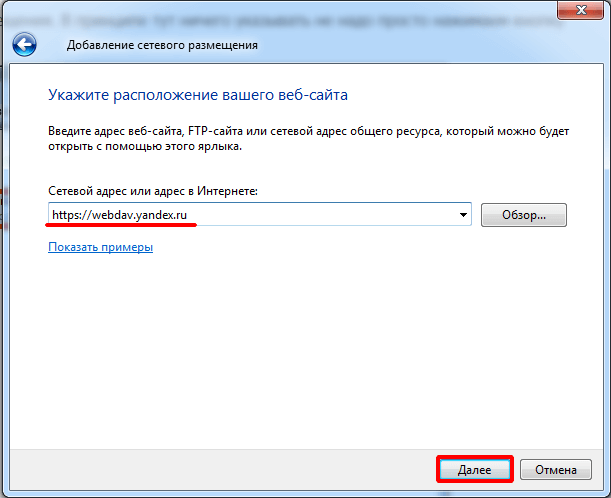 Добавление сетевого размещения
Укажите расположение вашего веб-сайта
Введите адрес веб-сайта, FTP-сайта или сетевой адрес общего ресурса, который можно будет
открыть с помощью этого ярлыка.
Сетевой адрес или адрес в Интернете:
https://webdav.yandex.ru
Обзор...
Показать примеры
Далее
Отмена